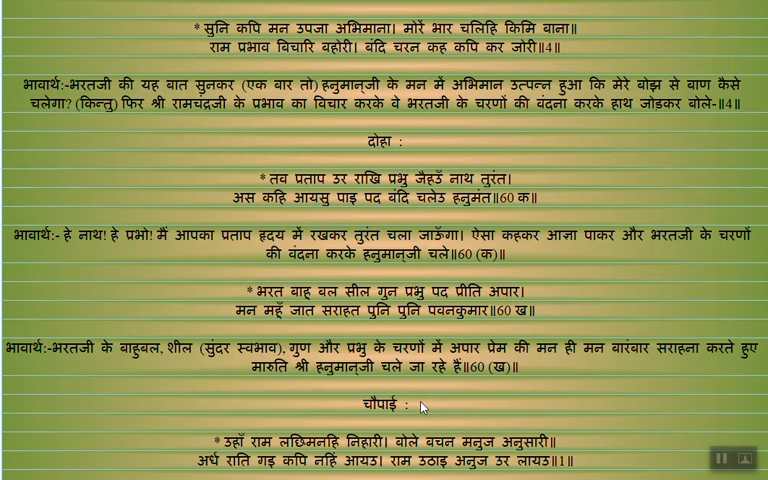 * सुनि कपि मन उपजा अभिमाना। मोरें भार चलिहि किमि बाना॥
राम प्रभाव बिचारि बहोरी। बंदि चरन कह कपि कर जोरी॥4॥
भावार्थ:-भरतजी की यह बात सुनकर (एक बार तो) हनुमान्‌जी के मन में अभिमान उत्पन्न हुआ कि मेरे बोझ से बाण कैसे
चलेगा? (किन्तु) फिर श्री रामचंद्रजी के प्रभाव का विचार करके वे भरतजी के चरणों की वंदना करके हाथ जोड़कर बोले-॥4॥
दोहा :
* तव प्रताप उर राखि प्रभु जैहउँ नाथ तुरंत।
अस कहि आयसु पाइ पद बंदि चलेउ हनुमंत॥60 क॥
भावार्थ:- हे नाथ! हे प्रभो! मैं आपका प्रताप हृदय में रखकर तुरंत चला जाऊँगा। ऐसा कहकर आज्ञा पाकर और भरतजी के चरणों
की वंदना करके हनुमान्‌जी चले॥60 (क)॥
* भरत बाहु बल सील गुन प्रभु पद प्रीति अपार।
मन महुँ जात सराहत पुनि पुनि पवनकुमार॥60 ख॥
भावार्थ:-भरतजी के बाहुबल, शील (सुंदर स्वभाव), गुण और प्रभु के चरणों में अपार प्रेम की मन ही मन बारंबार सराहना करते हुए
मारुति श्री हनुमान्‌जी चले जा रहे हैं॥60 (ख)॥
चौपाई :
* उहाँ राम लछिमनहि निहारी। बोले बचन मनुज अनुसारी॥
अर्ध राति गइ कपि नहिं आयउ। राम उठाइ अनुज उर लायउ॥1॥